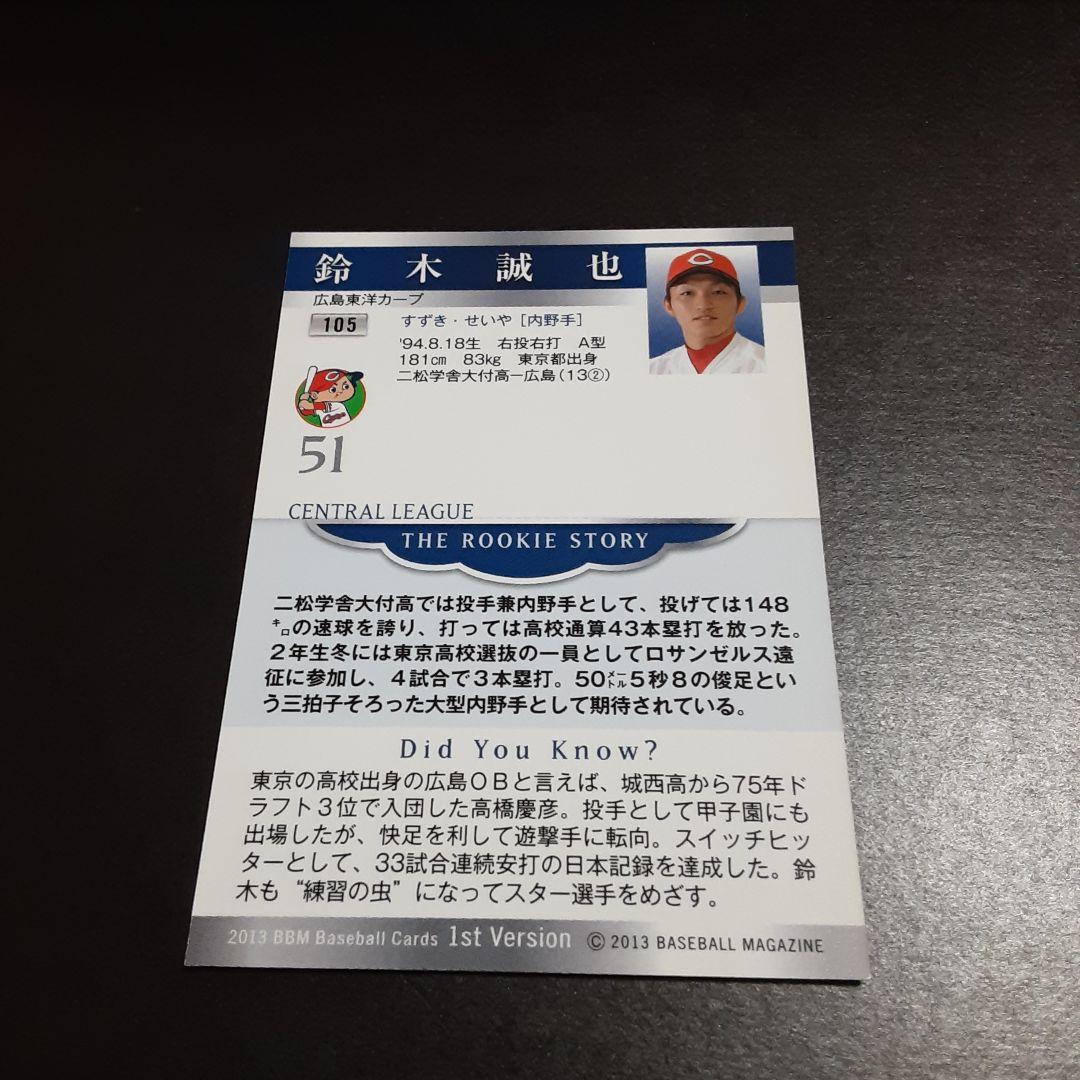 鈴木誠也
広島東洋カープ
105
すずき・せいや［内野手］
'94.8.18生 右投右打 A型
181㎝ 83㎏ 東京都出身
二松学舎大付高―広島(13②)
51
CENTRAL LEAGUE
THE ROOKIE STORY
二松学舎大付高では投手兼内野手として、投げては148
㌔の速球を誇り、打っては高校通算43本塁打を放った。
２年生冬には東京高校選抜の一員としてロサンゼルス遠
征に参加し、４試合で３本塁打。50㍍５秒８の俊足とい
う三拍子そろった大型内野手として期待されている。
Did You Know?
東京の高校出身の広島ＯＢと言えば、城西高から75年ド
ラフト３位で入団した高橋慶彦。投手として甲子園にも
出場したが、快足を利して遊撃手に転向。スイッチヒッ
ターとして、33試合連続安打の日本記録を達成した。鈴
木も“練習の虫”になってスター選手をめざす。
2013 BBM Baseball Cards 1st Version © 2013 BASEBALL MAGAZINE